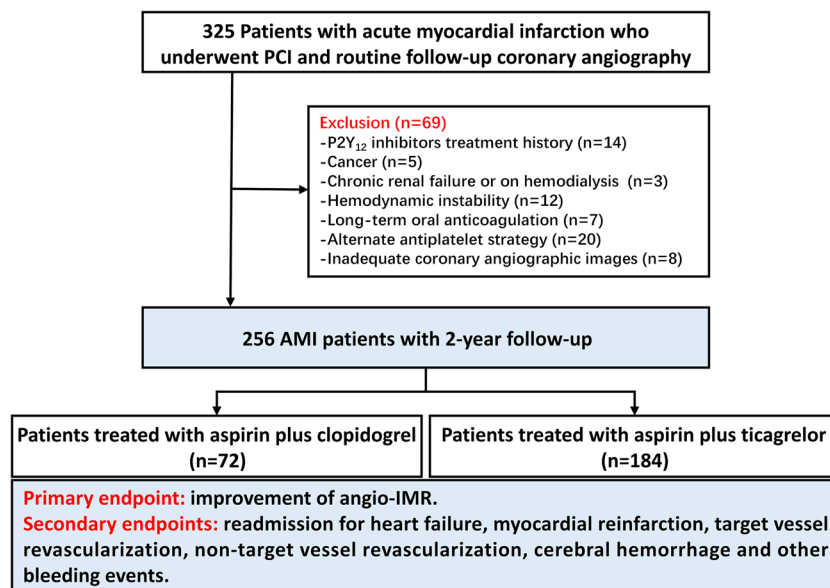 325 Patients with acute myocardial infarction who
underwent PCI and routine follow-up coronary angiography
Exclusion (n=69)
-P2Y₁₂ inhibitors treatment history (n=14)
-Cancer (n=5)
-Chronic renal failure or on hemodialysis (n=3)
-Hemodynamic instability (n=12)
-Long-term oral anticoagulation (n=7)
-Alternate antiplatelet strategy (n=20)
-Inadequate coronary angiographic images (n=8)
256 AMI patients with 2-year follow-up
Patients treated with aspirin plus clopidogrel
(n=72)
Patients treated with aspirin plus ticagrelor
(n=184)
Primary endpoint: improvement of angio-IMR.
Secondary endpoints: readmission for heart failure, myocardial reinfarction, target vessel
revascularization, non-target vessel revascularization, cerebral hemorrhage and other
bleeding events.